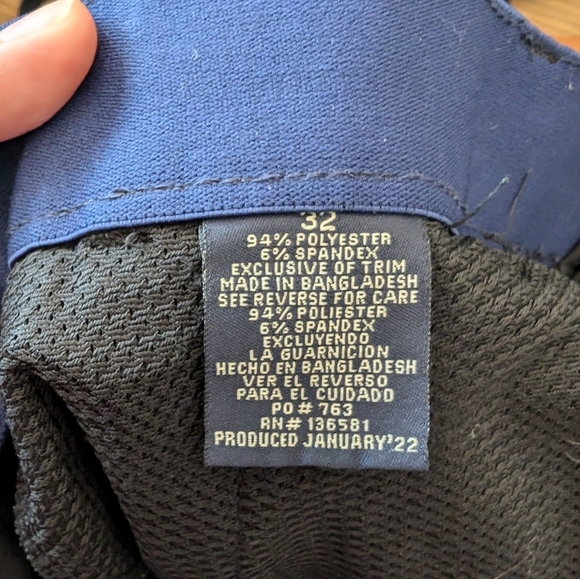 32
94% POLYESTER
6% SPANDEX
EXCLUSIVE OF TRIM
MADE IN BANGLADESH
SEE REVERSE FOR CARE
94% POLIESTER
6% SPANDEX
EXCLUYENDO
LA GUARNICION
HECHO EN BANGLADESH
VER EL REVERSO
PARA EL CUIDADO
PO# 763
RN# 136581
PRODUCED JANUARY'22